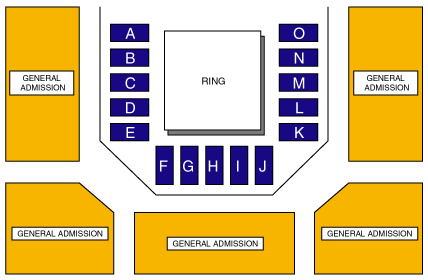 A
O
B
N
C
RING
M
GENERAL
ADMISSION
GENERAL
ADMISSION
D
L
E
K
F G H I J
GENERAL ADMISSION
GENERAL ADMISSION
GENERAL ADMISSION